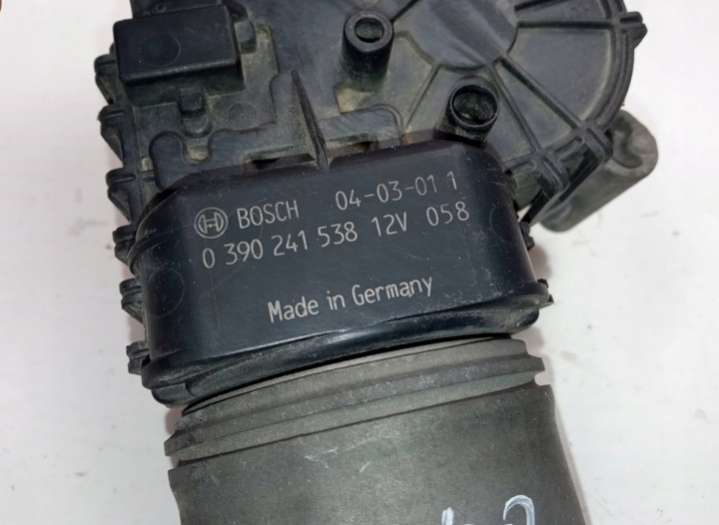 BOSCH 04-03-01 1
0 390 241 538 12V 058
Made in Germany